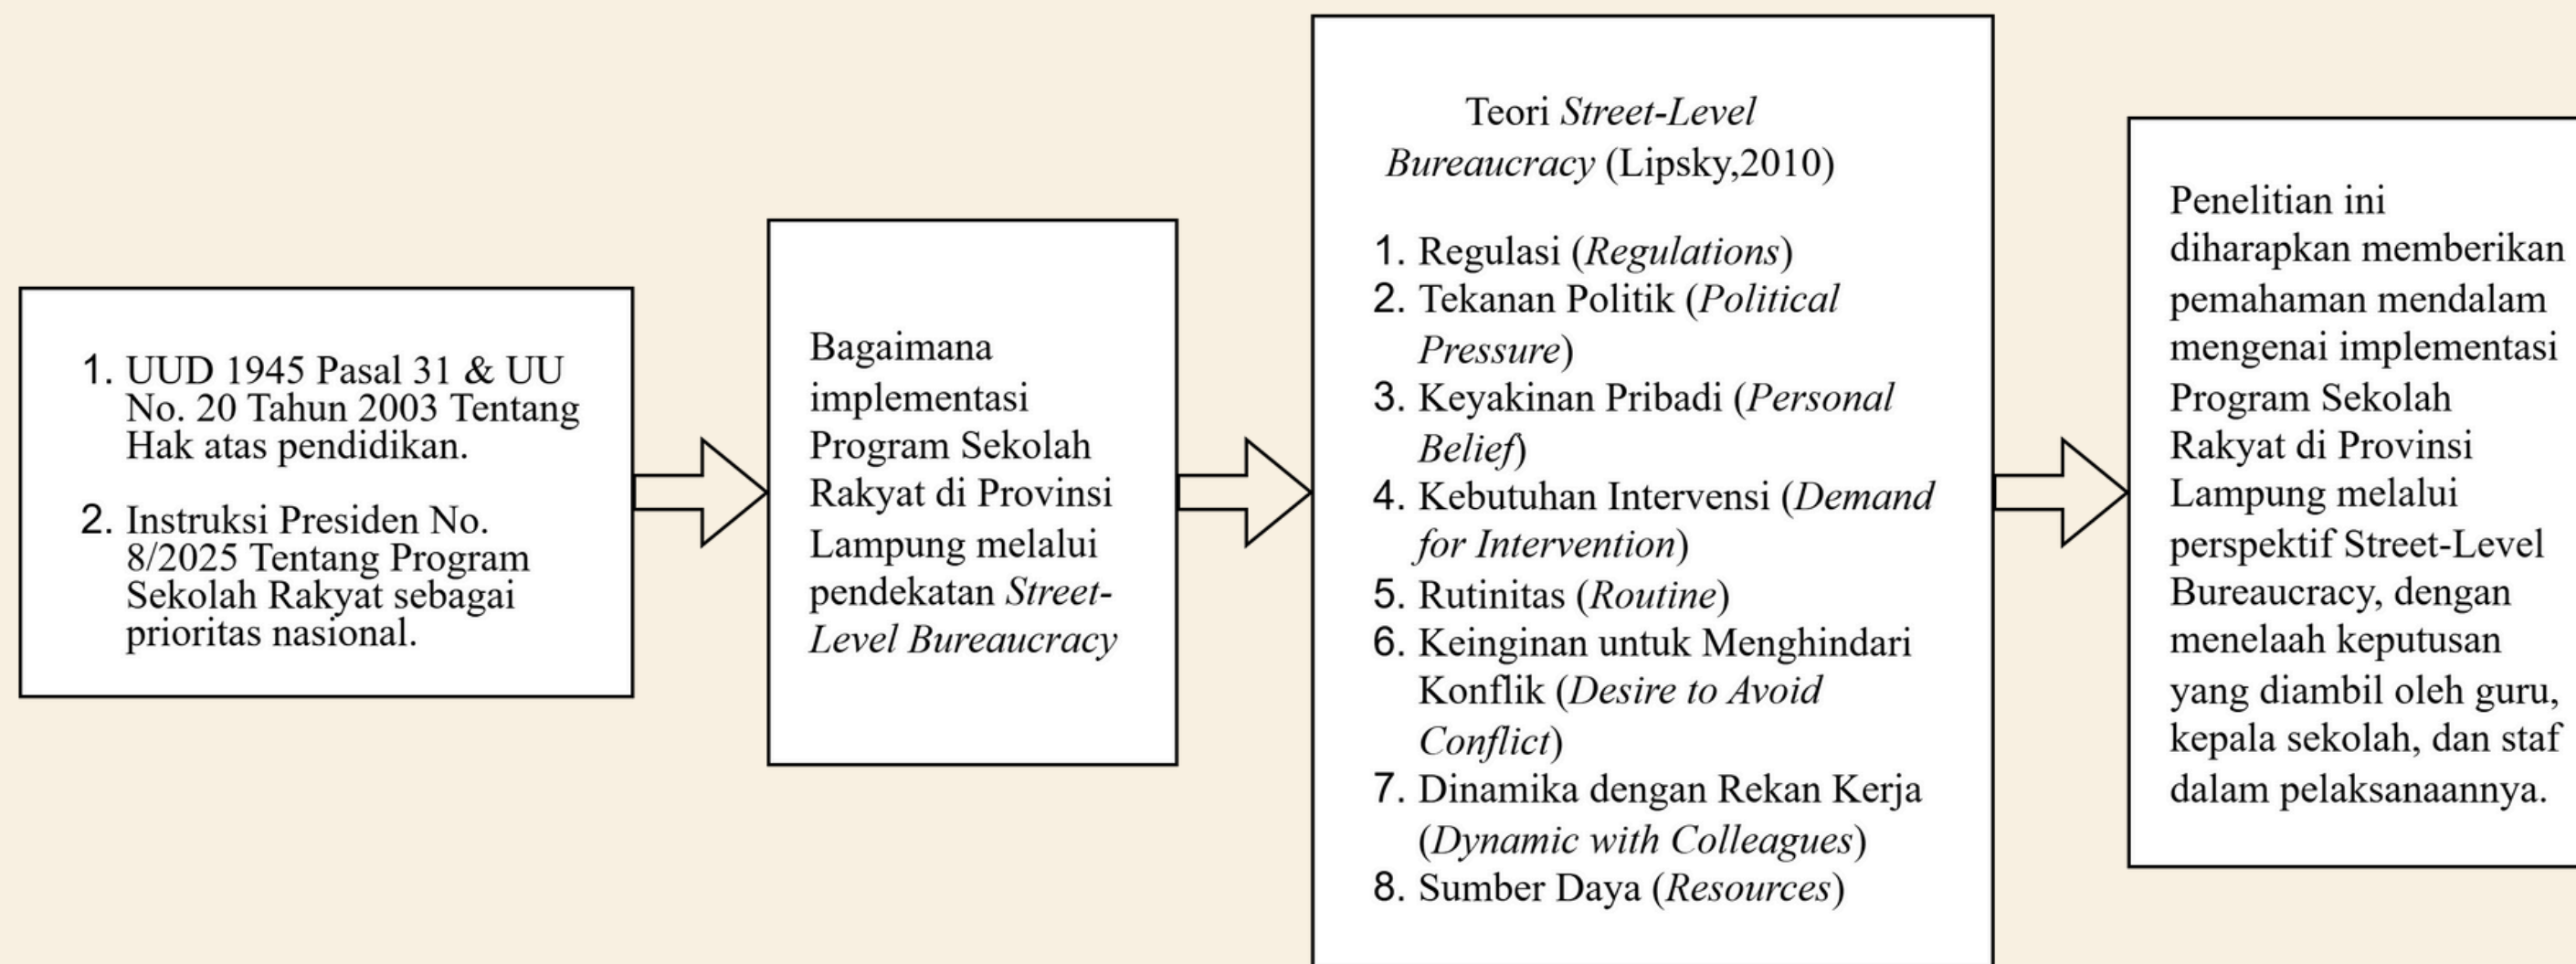 1. UUD 1945 Pasal 31 & UU
No. 20 Tahun 2003 Tentang
Hak atas pendidikan.
2. Instruksi Presiden No.
8/2025 Tentang Program
Sekolah Rakyat sebagai
prioritas nasional.
Bagaimana
implementasi
Program Sekolah
Rakyat di Provinsi
Lampung melalui
pendekatan Street-
Level Bureaucracy
Teori Street-Level
Bureaucracy (Lipsky,2010)
1. Regulasi (Regulations)
2. Tekanan Politik (Political
Pressure)
3. Keyakinan Pribadi (Personal
Belief)
4. Kebutuhan Intervensi (Demand
for Intervention)
5. Rutinitas (Routine)
6. Keinginan untuk Menghindari
Konflik (Desire to Avoid
Conflict)
7. Dinamika dengan Rekan Kerja
(Dynamic with Colleagues)
8. Sumber Daya (Resources)
Penelitian ini
diharapkan memberikan
pemahaman mendalam
mengenai implementasi
Program Sekolah
Rakyat di Provinsi
Lampung melalui
perspektif Street-Level
Bureaucracy, dengan
menelaah keputusan
yang diambil oleh guru,
kepala sekolah, dan staf
dalam pelaksanaannya.